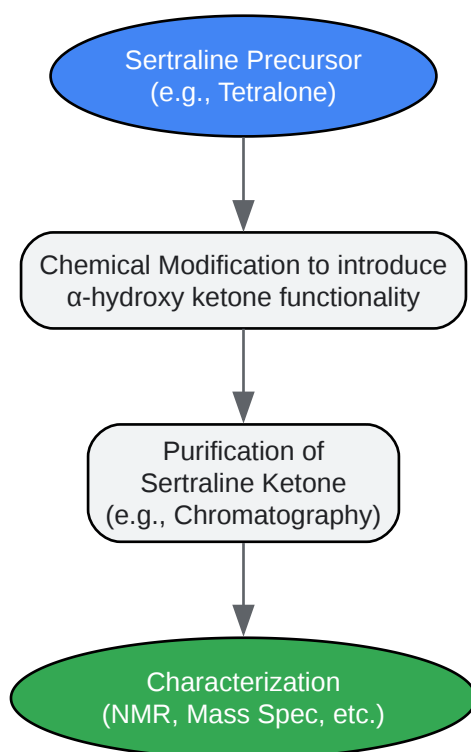 Sertraline Precursor
(e.g., Tetralone)
Chemical Modification to introduce
α-hydroxy ketone functionality
Purification of
Sertraline Ketone
(e.g., Chromatography)
Characterization
(NMR, Mass Spec, etc.)